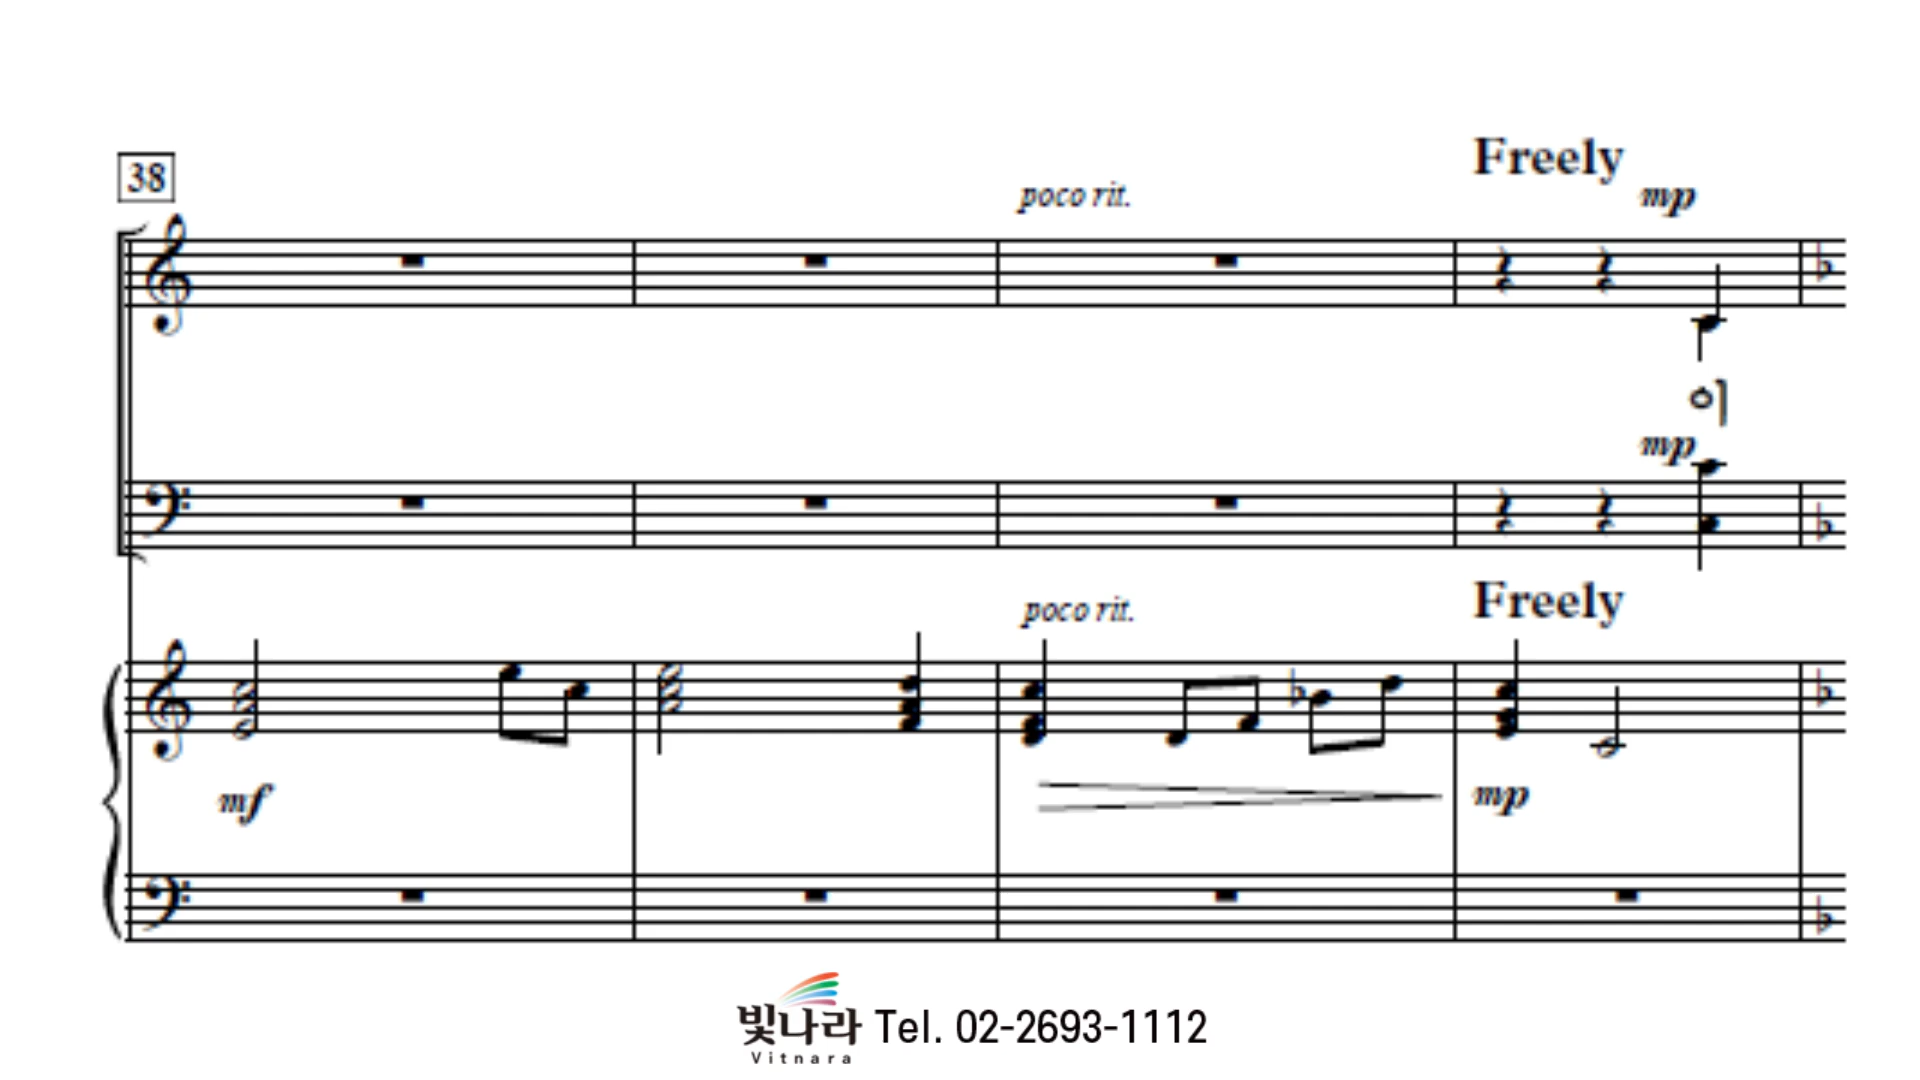 38
poco rit.
Freely
mp
이
mp
poco rit.
Freely
mf
mp
빛나라 Tel. 02-2693-1112
Vitnara